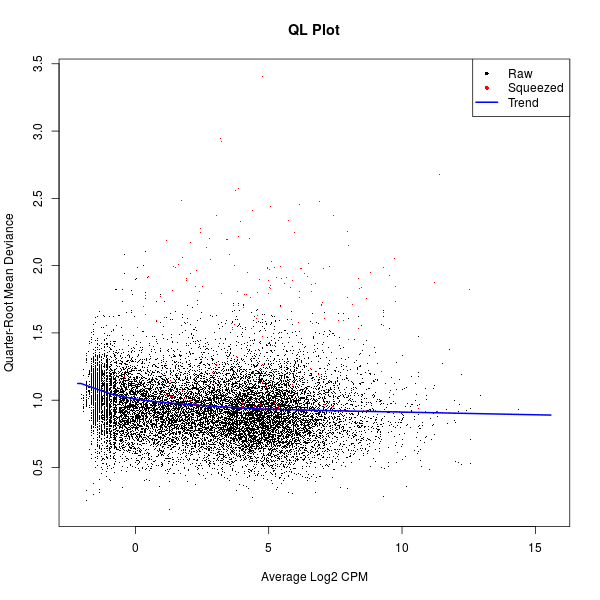 QL Plot
Raw
Squeezed
Trend
3.5
3.0
2.5
2.0
1.5
1.0
0.5
Quarter-Root Mean Deviance
0 5 10 15
Average Log2 CPM